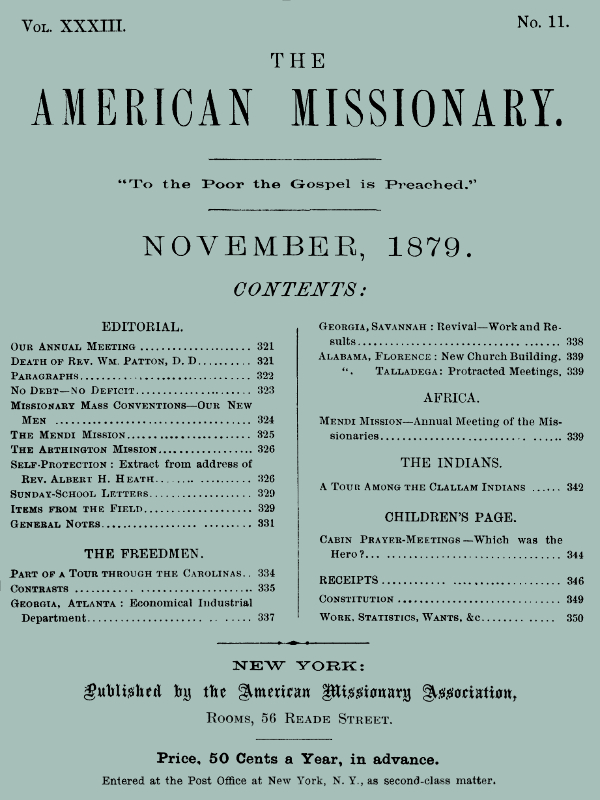 Vol. XXXIII.
No. 11.
THE
AMERICAN MISSIONARY.
“To the Poor the Gospel is Preached.”
NOVEMBER, 1879.
CONTENTS:
EDITORIAL.
Our Annual Meeting ........ 321
Death of Rev. Wm. Patton, D. D. ........ 321
Paragraphs ........ 322
No Debt—No Deficit ........ 323
Missionary Mass Conventions—Our New
Men ........ 324
The Mendi Mission ........ 325
The Arthington Mission ........ 326
Self-Protection: Extract from address of
Rev. Albert H. Heath ........ 326
Sunday-School Letters ........ 329
Items from the Field ........ 329
General Notes ........ 331
THE FREEDMEN.
Part of a Tour through the Carolinas .. 334
Contrasts ........ 335
Georgia, Atlanta: Economical Industrial
Department ........ 337
Georgia, Savannah: Revival—Work and Re-
sults ........ 338
Alabama, Florence: New Church Building. 339
“. Talladega: Protracted Meetings, 339
AFRICA.
Mendi Mission—Annual Meeting of the Mis-
sionaries ........ 339
THE INDIANS.
A Tour Among the Clallam Indians ...... 342
CHILDREN’S PAGE.
Cabin Prayer-Meetings—Which was the
Hero?... ........ 344
RECEIPTS ........ 346
Constitution ........ 349
Work, Statistics, Wants, &c. ........ 350
NEW YORK:
Published by the American Missionary Association,
Rooms, 56 Reade Street.
Price, 50 Cents a Year, in advance.
Entered at the Post Office at New York, N. Y., as second-class matter.